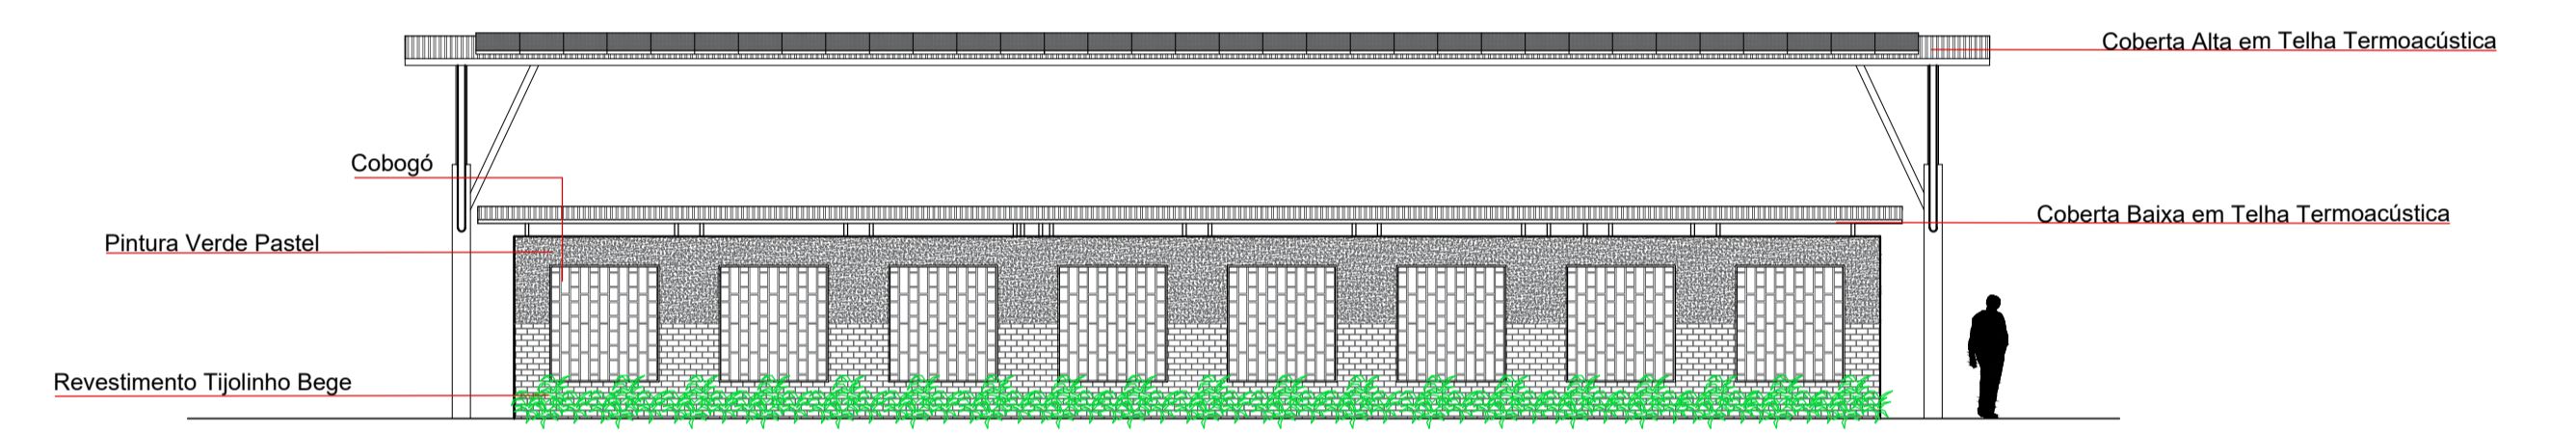 Coberta Alta em Telha Termoacústica
Cobogó
Coberta Baixa em Telha Termoacústica
Pintura Verde Pastel
Revestimento Tijolinho Bege